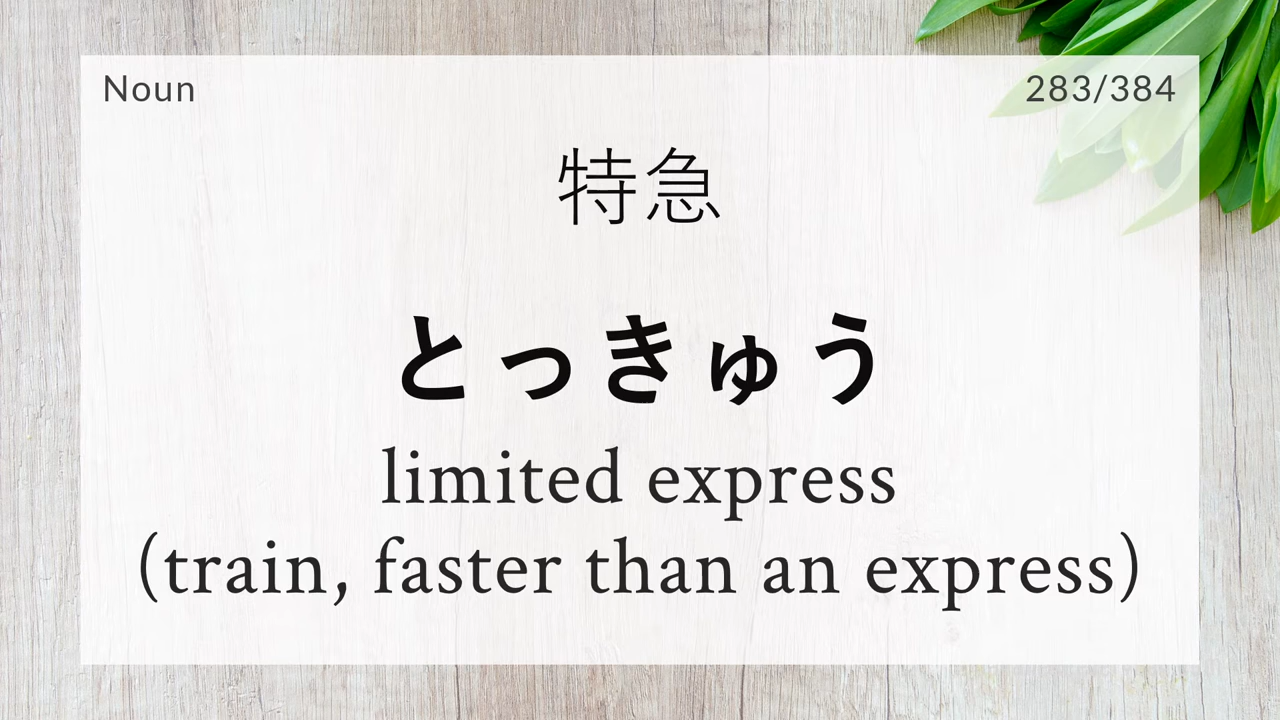 Noun
283/384
特急
とっきゅう
limited express
(train, faster than an express)